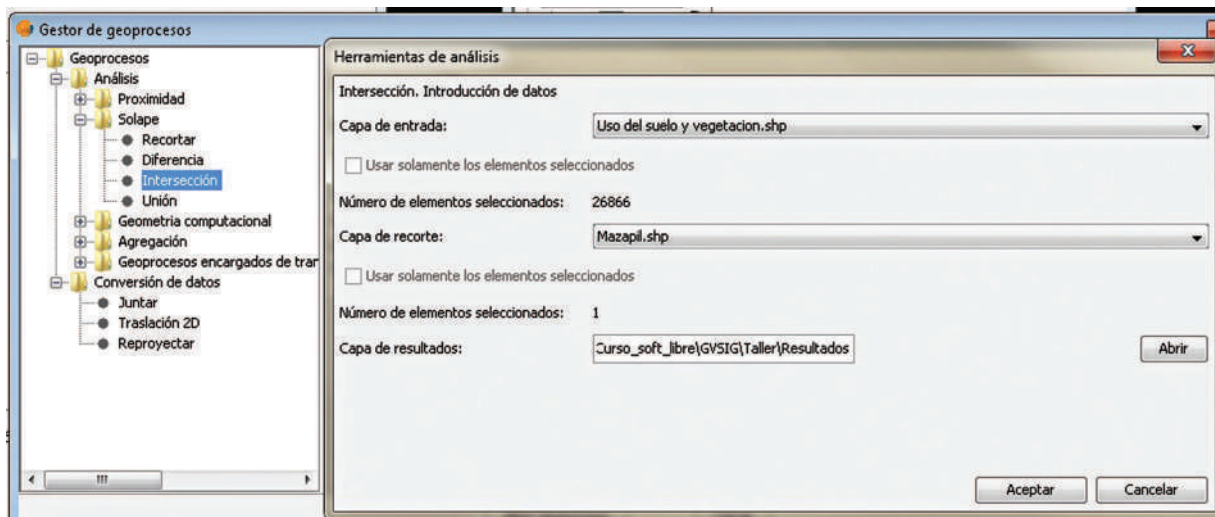 Gestor de geoprocesos
Geoprocesos
Análisis
Proximidad
Solape
Recortar
Diferencia
Intersección
Unión
Geometria computacional
Agregación
Geoprocesos encargados de tran
Conversión de datos
Juntar
Traslación 2D
Reproyectar
Herramientas de análisis
Intersección. Introducción de datos
Capa de entrada: Uso del suelo y vegetacion.shp
Usar solamente los elementos seleccionados
Número de elementos seleccionados: 26866
Capa de recorte: Mazapil.shp
Usar solamente los elementos seleccionados
Número de elementos seleccionados: 1
Capa de resultados: Curso_soft_libre\GVSIG\Taller\Resultados Abrir
Aceptar Cancelar